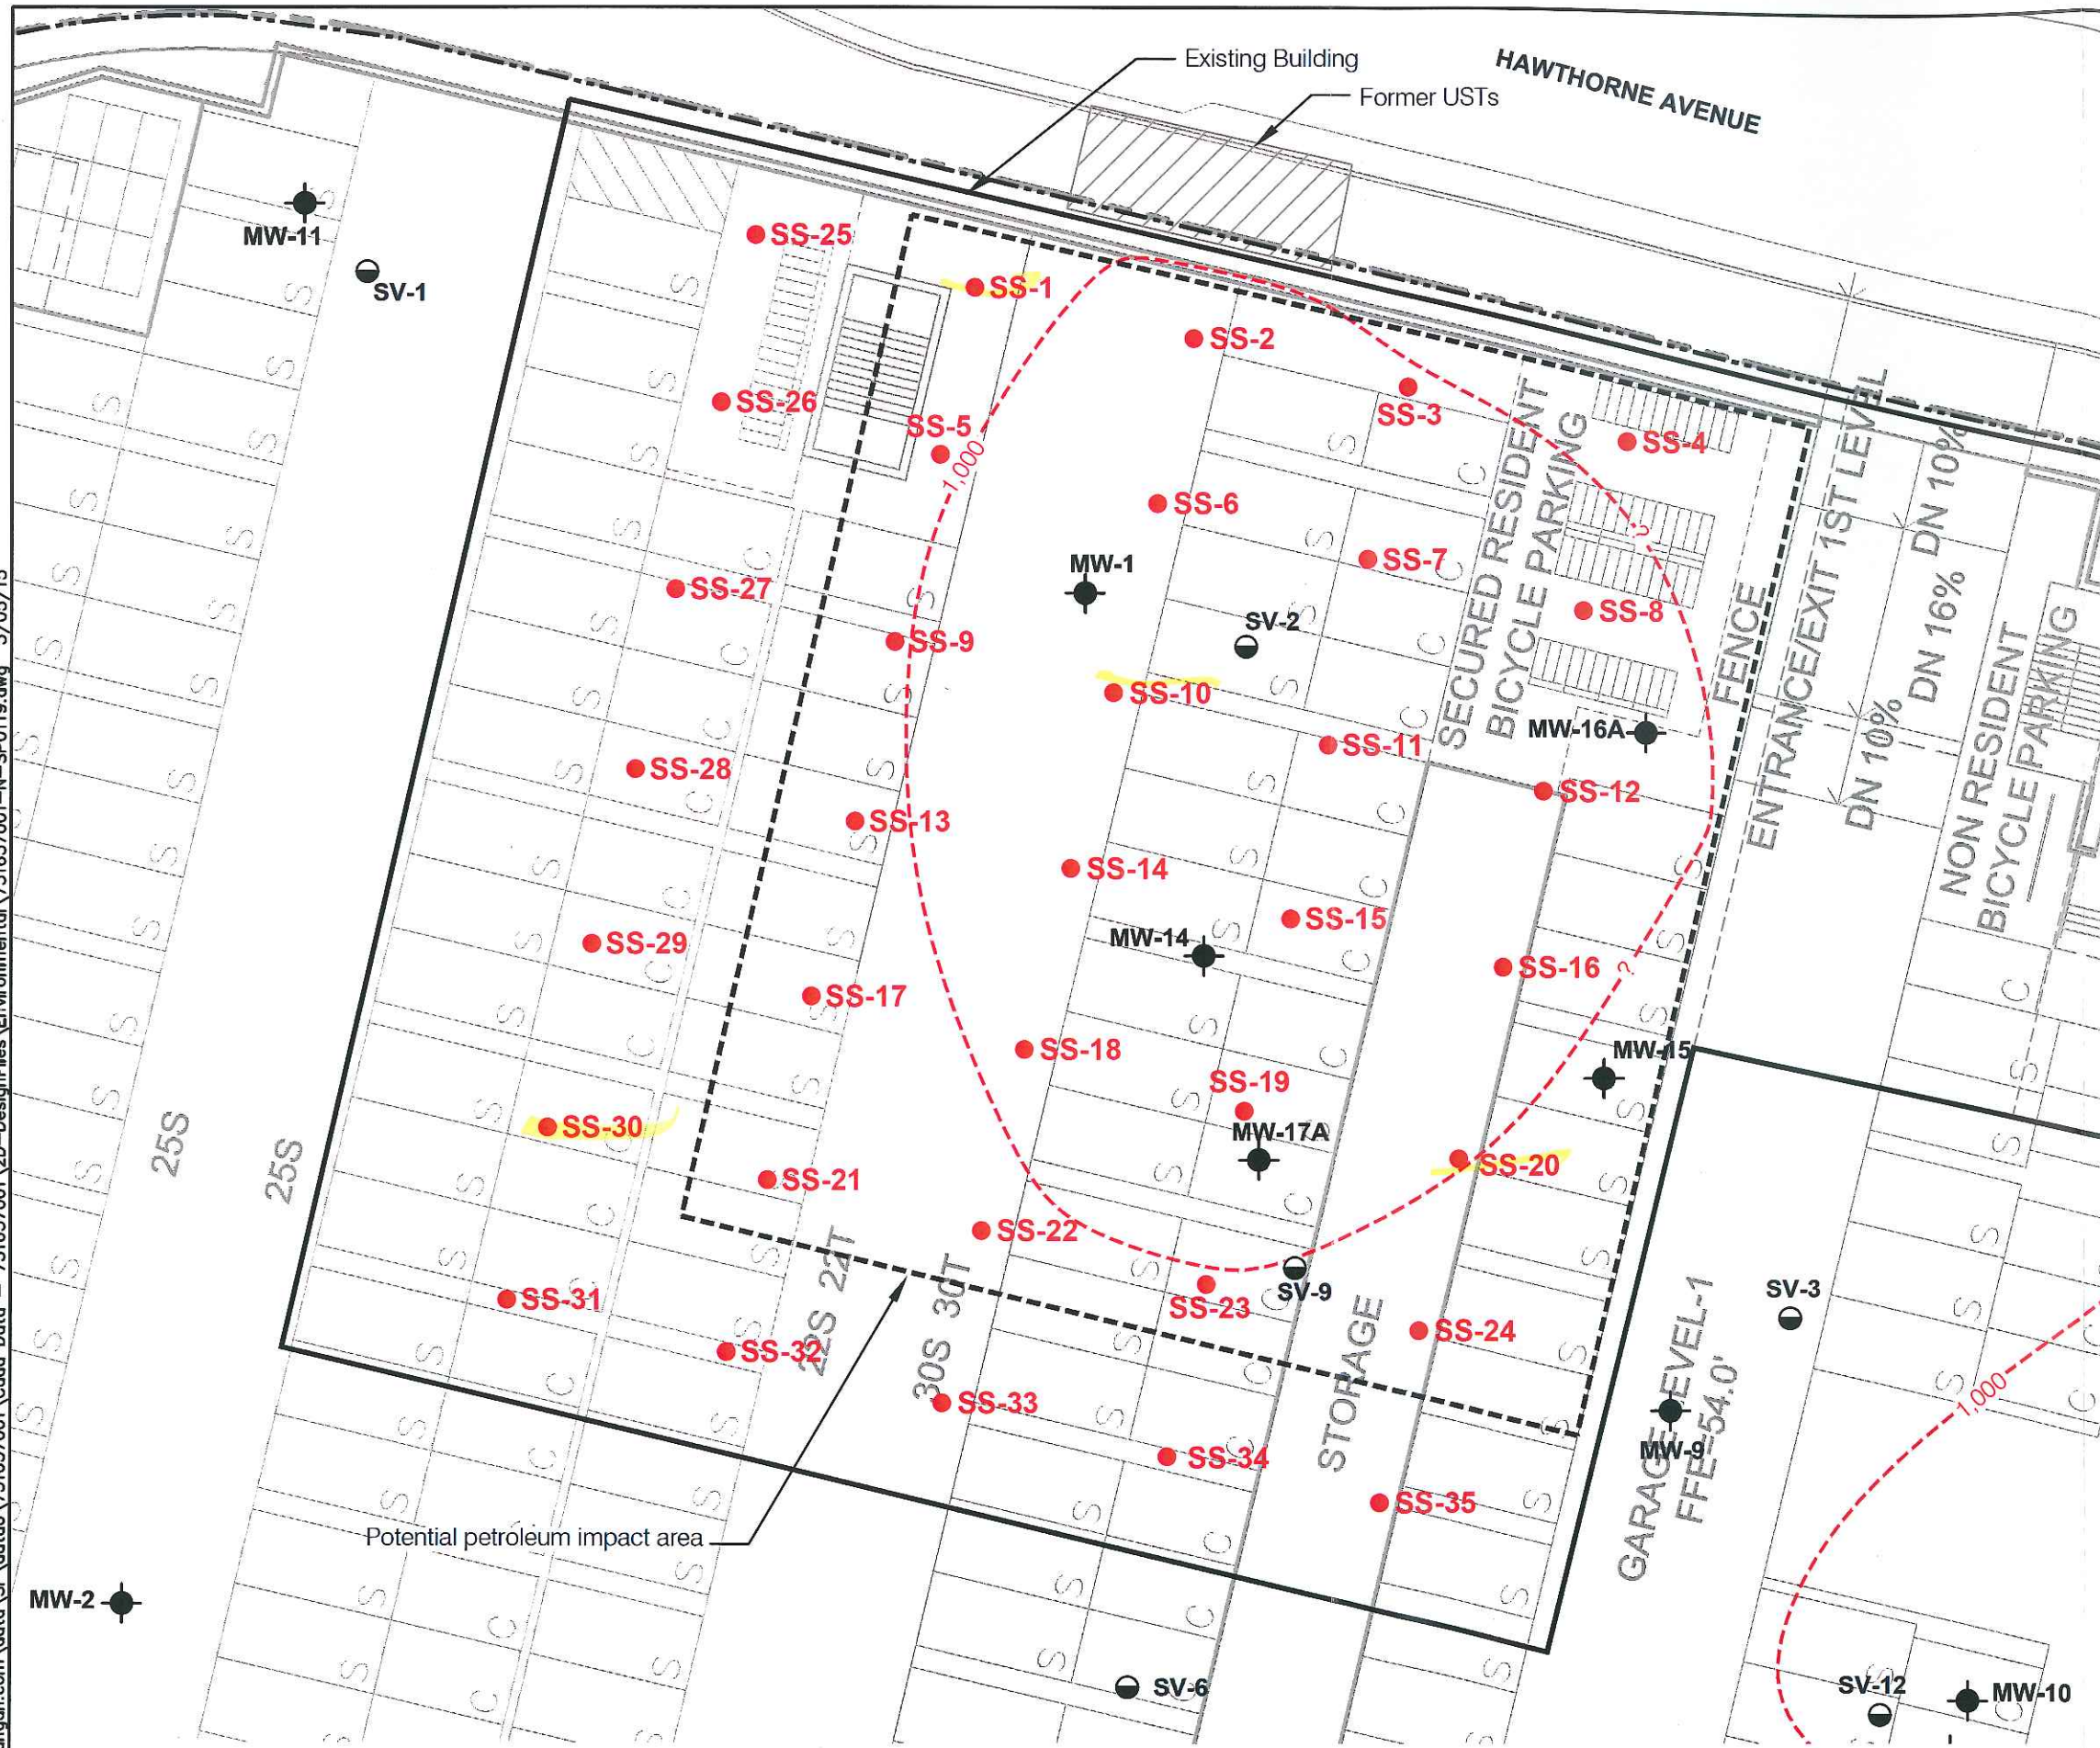 Existing Building
HAWTHORNE AVENUE
Former USTs
MW-11
SV-1
SS-25
SS-1
SS-2
SS-3
SS-4
SS-26
SS-5
1,000
SS-6
SS-7
SS-8
MW-1
SV-2
SS-27
SS-9
SS-10
SS-11
MW-16A
SS-12
SECURED RESIDENT
BICYCLE PARKING
FENCE
ENTRANCE/EXIT 1ST LEVEL
DN 10%
DN 16%
DN 10%
NON RESIDENT
BICYCLE PARKING
?
SS-28
SS-13
SS-14
SS-15
MW-14
SS-16
?
SS-29
SS-17
SS-18
SS-19
MW-17A
MW-15
SS-20
25S
25S
SS-30
SS-21
SS-22
SS-23
SV-9
SS-24
22S 22T
30S 30T
STORAGE
SS-31
SS-32
SS-33
SS-34
SS-35
SV-3
GARAGE LEVEL-1
FFE=54.0'
MW-9
1,000
Potential petroleum impact area
MW-2
SV-6
SV-12
MW-10
S
C